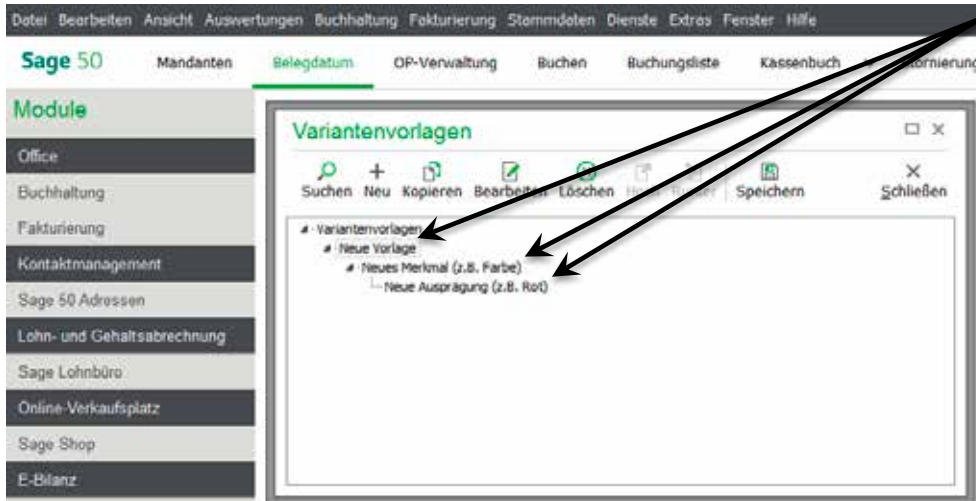 Datei Bearbeiten Ansicht Auswertungen Buchhaltung Fakturierung Stammdaten Dienste Extras Fenster Hilfe
Sage 50 Mandanten Belegdatum OP-Verwaltung Buchen Buchungsliste Kassenbuch
Module
Variantenvorlagen
Office
Suchen Neu Kopieren Bearbeiten Löschen Speichern Schließen
Buchhaltung
Fakturierung
Kontaktmanagement
Sage 50 Adressen
Lohn- und Gehaltsabrechnung
Sage Lohnbüro
Online-Verkaufsplatz
Sage Shop
E-Bilanz
Variantenvorlagen
Neue Vorlage
Neues Merkmal (z.B. Farbe)
Neue Ausprägung (z.B. Rot)